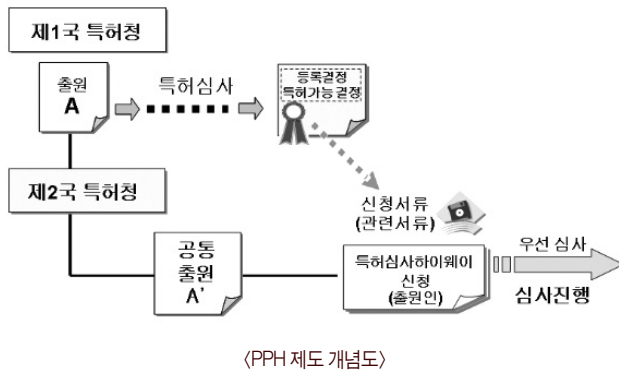 제1국 특허청
출원
A
특허심사
등록결정
특허가능 결정
제2국 특허청
신청서류
(관련서류)
공통
출원
A'
특허심사하이웨이
신청
(출원인)
우선 심사
심사진행
〈PPH 제도 개념도〉